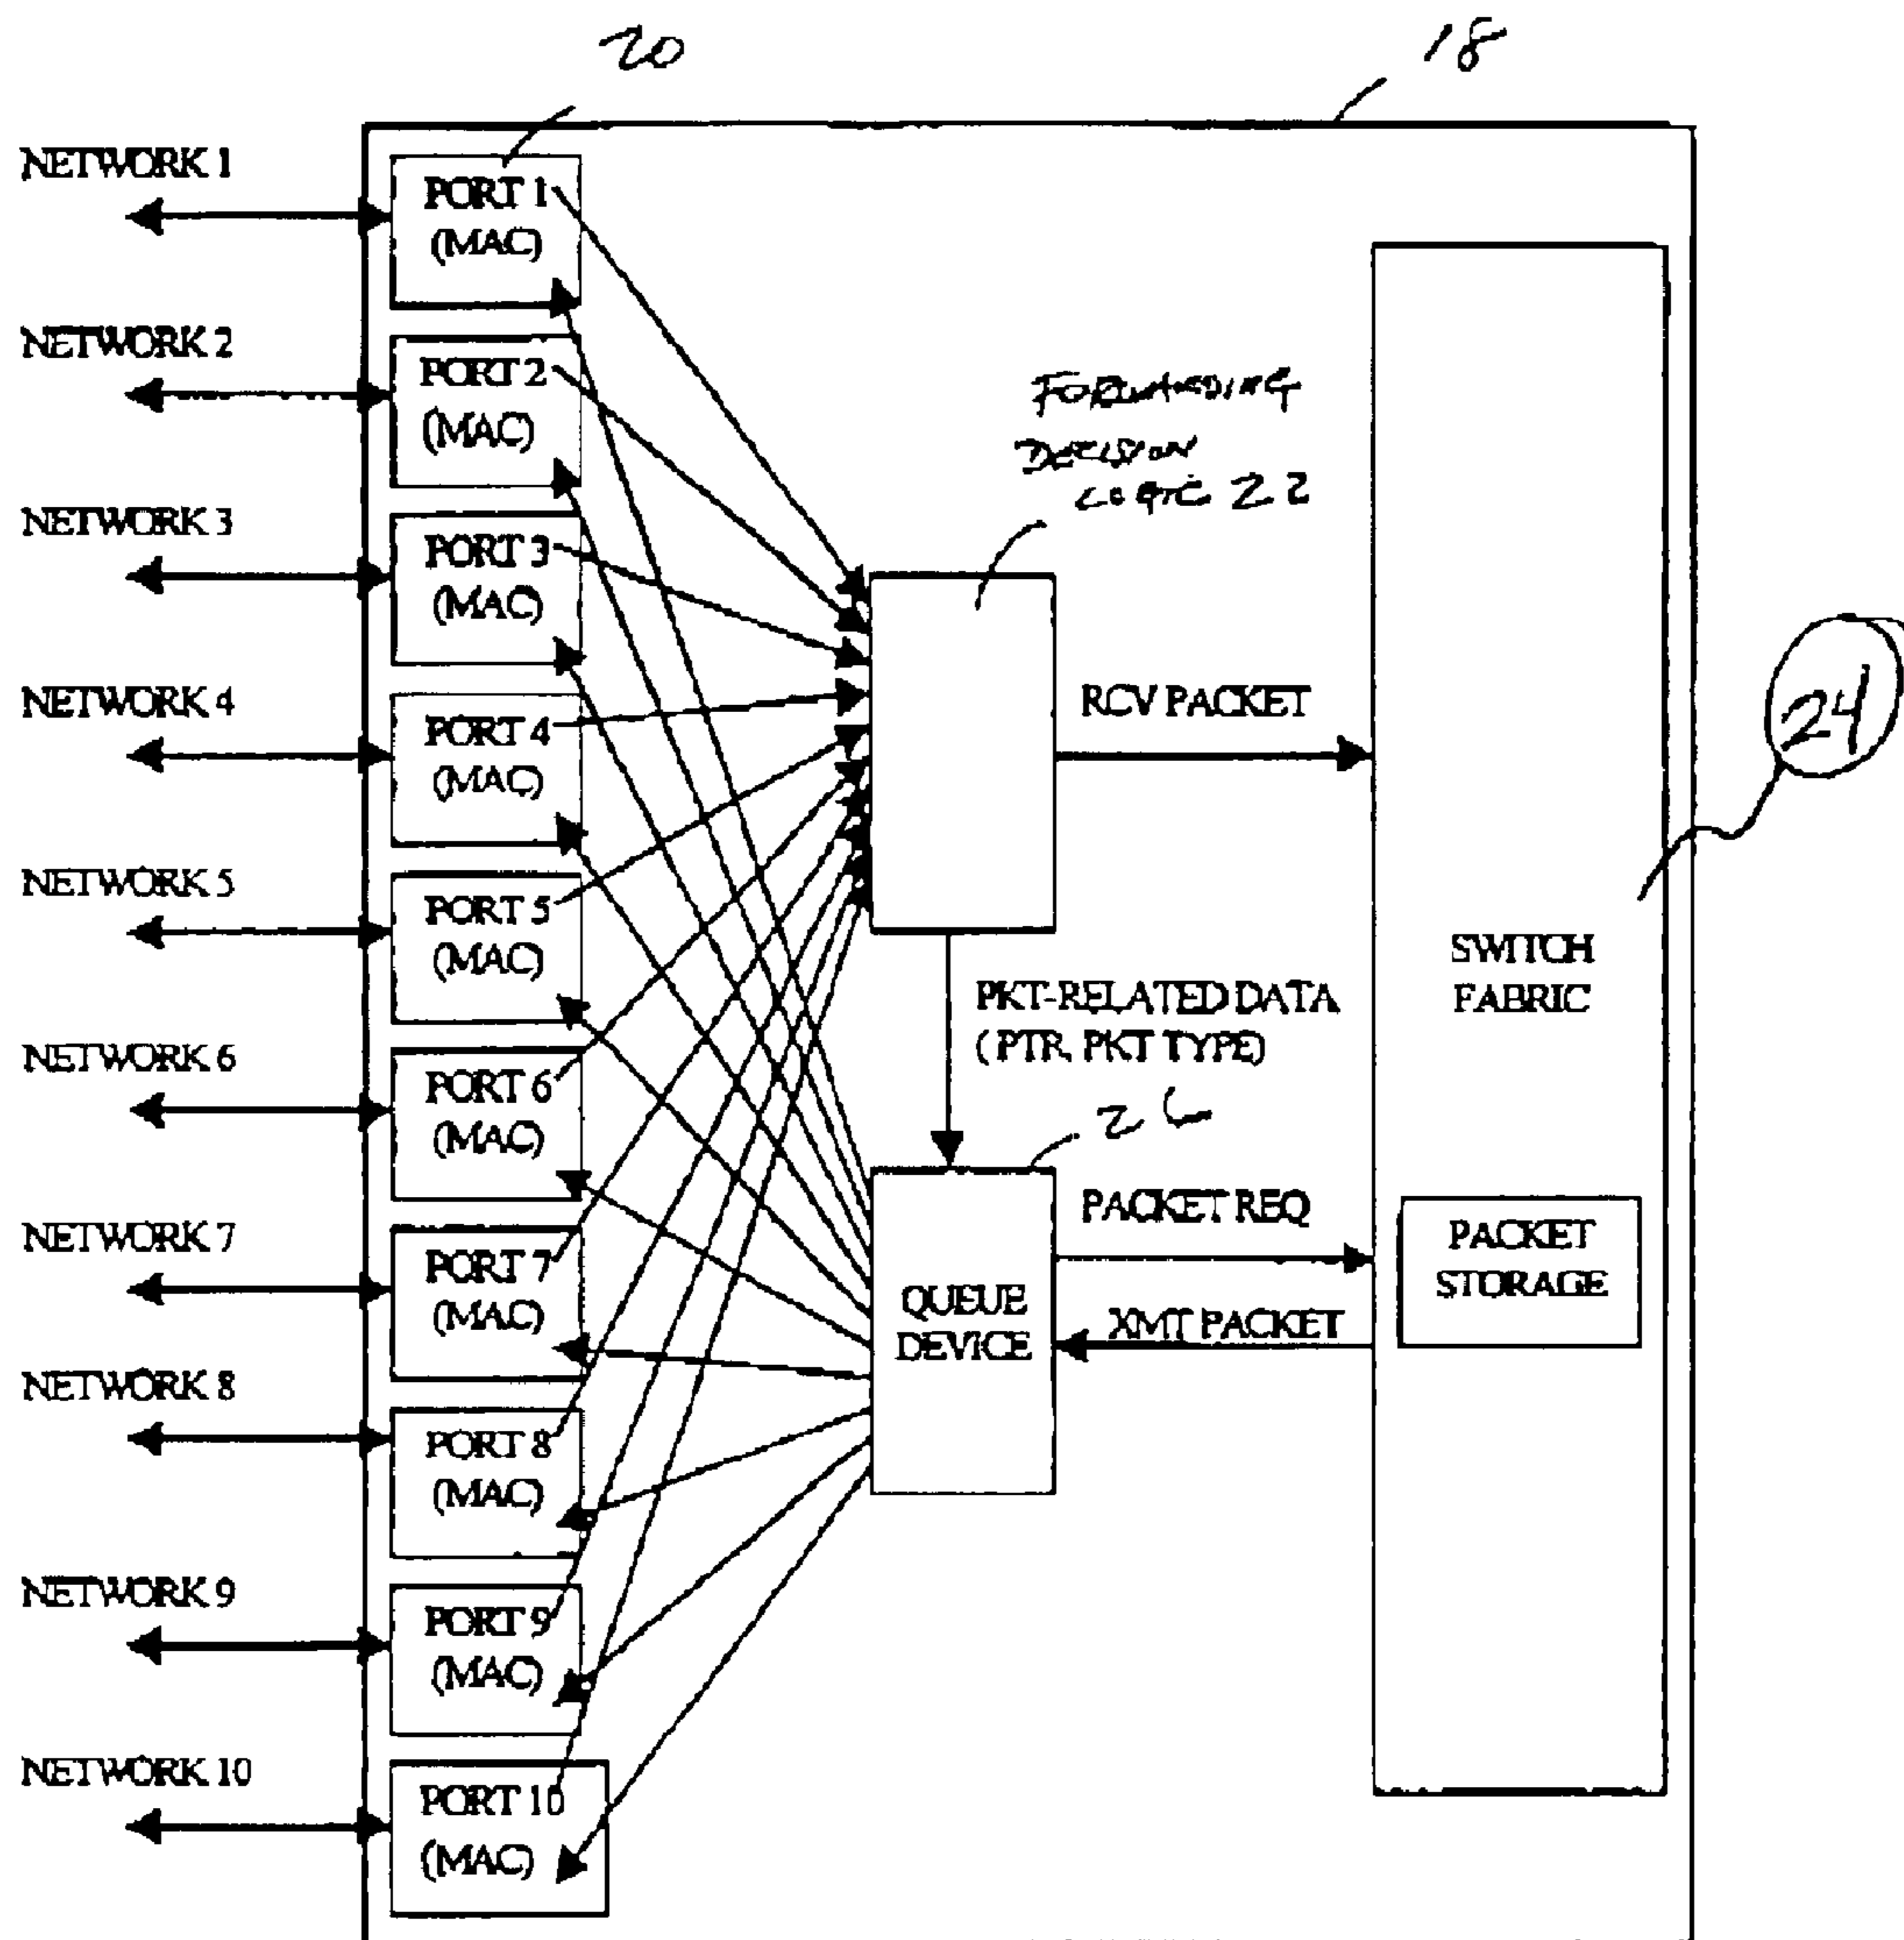 20
18
NETWORK 1
PORT 1
(MAC)
NETWORK 2
PORT 2
(MAC)
NETWORK 3
PORT 3
(MAC)
NETWORK 4
PORT 4
(MAC)
NETWORK 5
PORT 5
(MAC)
NETWORK 6
PORT 6
(MAC)
NETWORK 7
PORT 7
(MAC)
NETWORK 8
PORT 8
(MAC)
NETWORK 9
PORT 9
(MAC)
NETWORK 10
PORT 10
(MAC)
FORWARDING
DECISION
LOGIC 22
RCV PACKET
24
SWITCH
FABRIC
PKT-RELATED DATA
(PTR, PKT TYPE)
26
PACKET REQ
QUEUE
DEVICE
XMT PACKET
PACKET
STORAGE